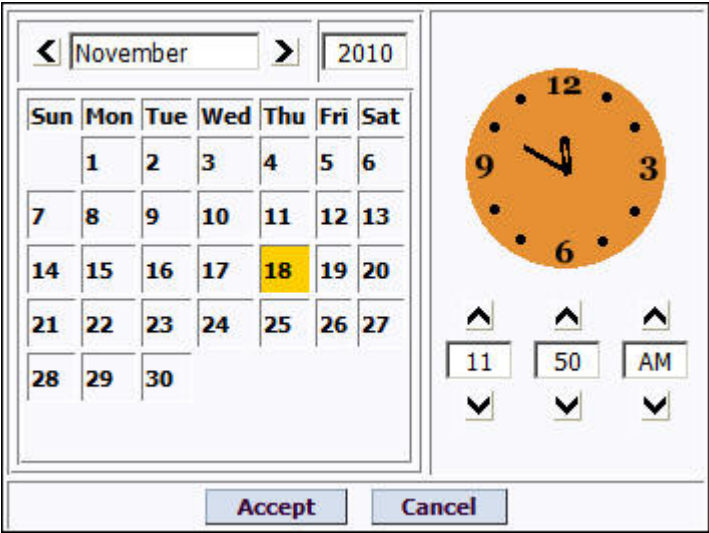 November 2010
Sun Mon Tue Wed Thu Fri Sat
1 2 3 4 5 6
7 8 9 10 11 12 13
14 15 16 17 18 19 20
21 22 23 24 25 26 27
28 29 30
12
9 3
6
11 50 AM
Accept Cancel